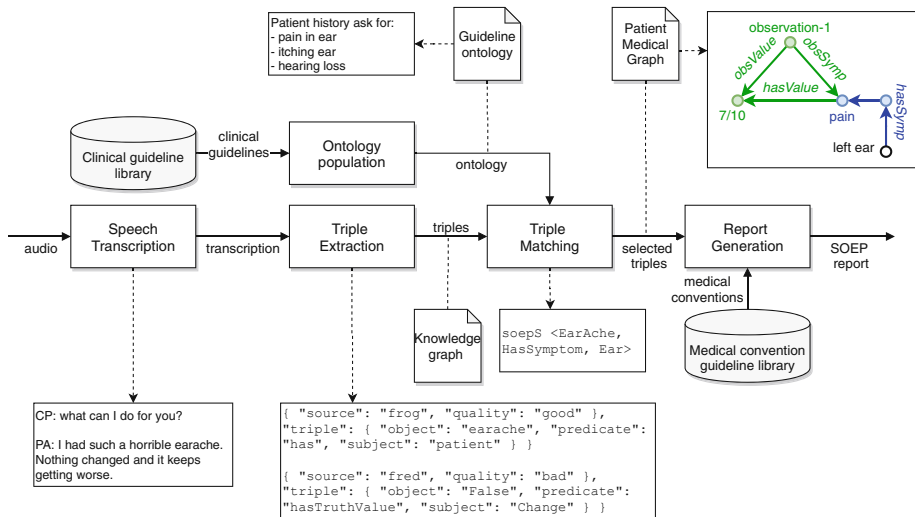 Patient history ask for:
- pain in ear
- itching ear
- hearing loss
Guideline
ontology
Patient
Medical
Graph
observation-1
obsValue
obsSymp
hasValue
hasSymp
7/10
pain
left ear
Clinical guideline
library
clinical
guidelines
Ontology
population
ontology
audio
Speech
Transcription
transcription
Triple
Extraction
triples
Triple
Matching
selected
triples
Report
Generation
SOEP
report
medical
conventions
Knowledge
graph
soepS <EarAche,
HasSymptom, Ear>
Medical convention
guideline library
CP: what can I do for you?
PA: I had such a horrible earache.
Nothing changed and it keeps
getting worse.
{ "source": "frog", "quality": "good" },
"triple": { "object": "earache", "predicate":
"has", "subject": "patient" } }
{ "source": "fred", "quality": "bad" },
"triple": { "object": "False", "predicate":
"hasTruthValue", "subject": "Change" } }